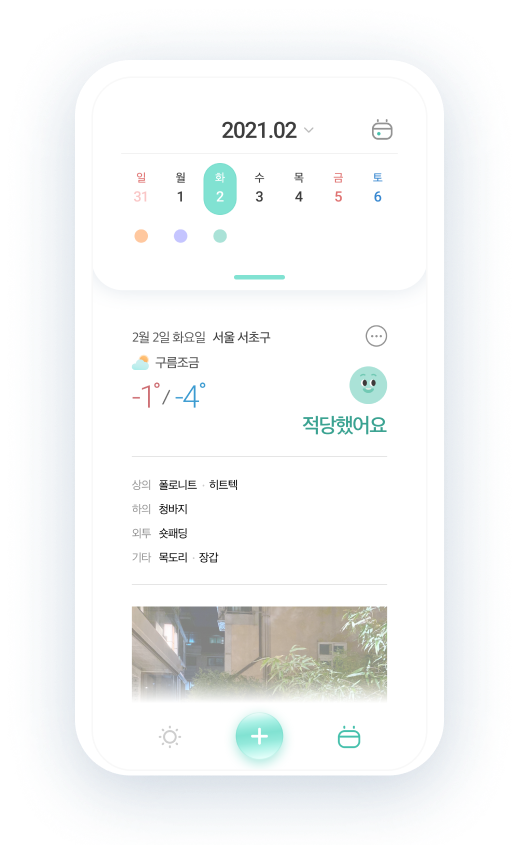 2021.02
일 월 화 수 목 금 토
31 1 2 3 4 5 6
2월 2일 화요일 서울 서초구
구름조금
-1°/ -4°
적당했어요
상의 폴로니트 · 히트텍
하의 청바지
외투 숏패딩
기타 목도리 · 장갑